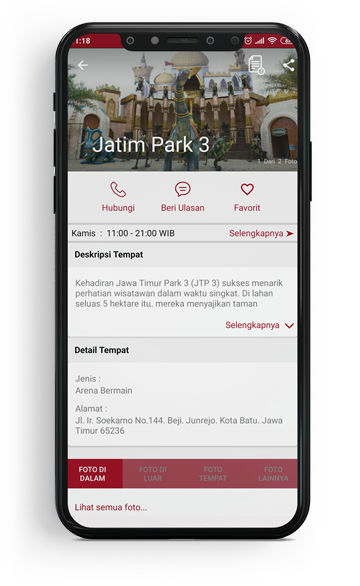 1:18
Jatim Park 3
1 Dari 2 Foto
Hubungi
Beri Ulasan
Favorit
Kamis : 11:00 - 21:00 WIB
Selengkapnya
Deskripsi Tempat
Kehadiran Jawa Timur Park 3 (JTP 3) sukses menarik
perhatian wisatawan dalam waktu singkat. Di lahan
seluas 5 hektare itu. mereka menyajikan taman
Selengkapnya
Detail Tempat
Jenis :
Arena Bermain
Alamat :
Jl. Ir. Soekarno No.144. Beji. Junrejo. Kota Batu. Jawa
Timur 65236
FOTO DI
DALAM
FOTO DI
LUAR
FOTO
TEMPAT
FOTO
LAINNYA
Lihat semua foto...